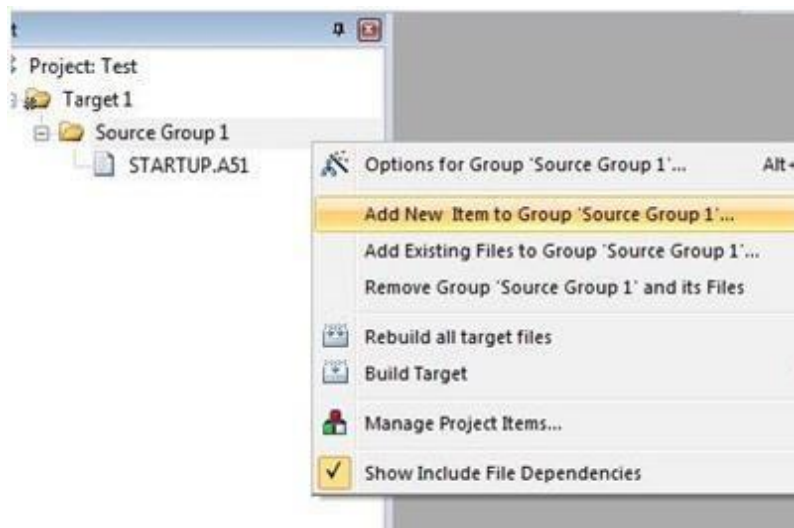 t
Project: Test
Target 1
Source Group 1
STARTUP.A51
Options for Group 'Source Group 1'... Alt+
Add New Item to Group 'Source Group 1'...
Add Existing Files to Group 'Source Group 1'...
Remove Group 'Source Group 1' and its Files
Rebuild all target files
Build Target
Manage Project Items...
Show Include File Dependencies